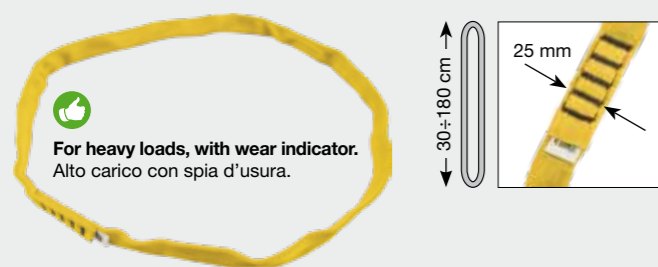 For heavy loads, with wear indicator.
Alto carico con spia d'usura.
30÷180 cm
25 mm